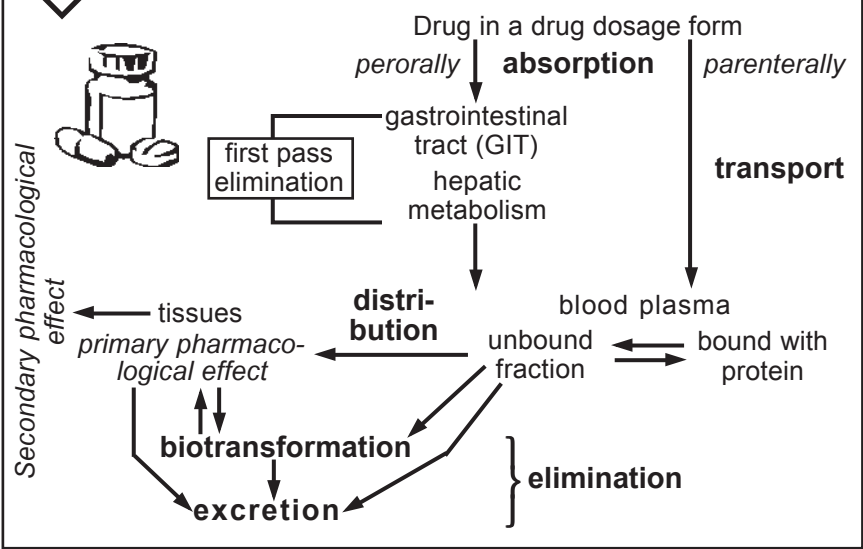 Drug in a drug dosage form
perorally absorption parenterally
gastrointestinal
tract (GIT)
first pass
elimination
hepatic
metabolism
transport
Secondary pharmacological
effect
blood plasma
distri-
bution
tissues
primary pharmaco-
logical effect
unbound
fraction
bound with
protein
biotransformation
elimination
excretion